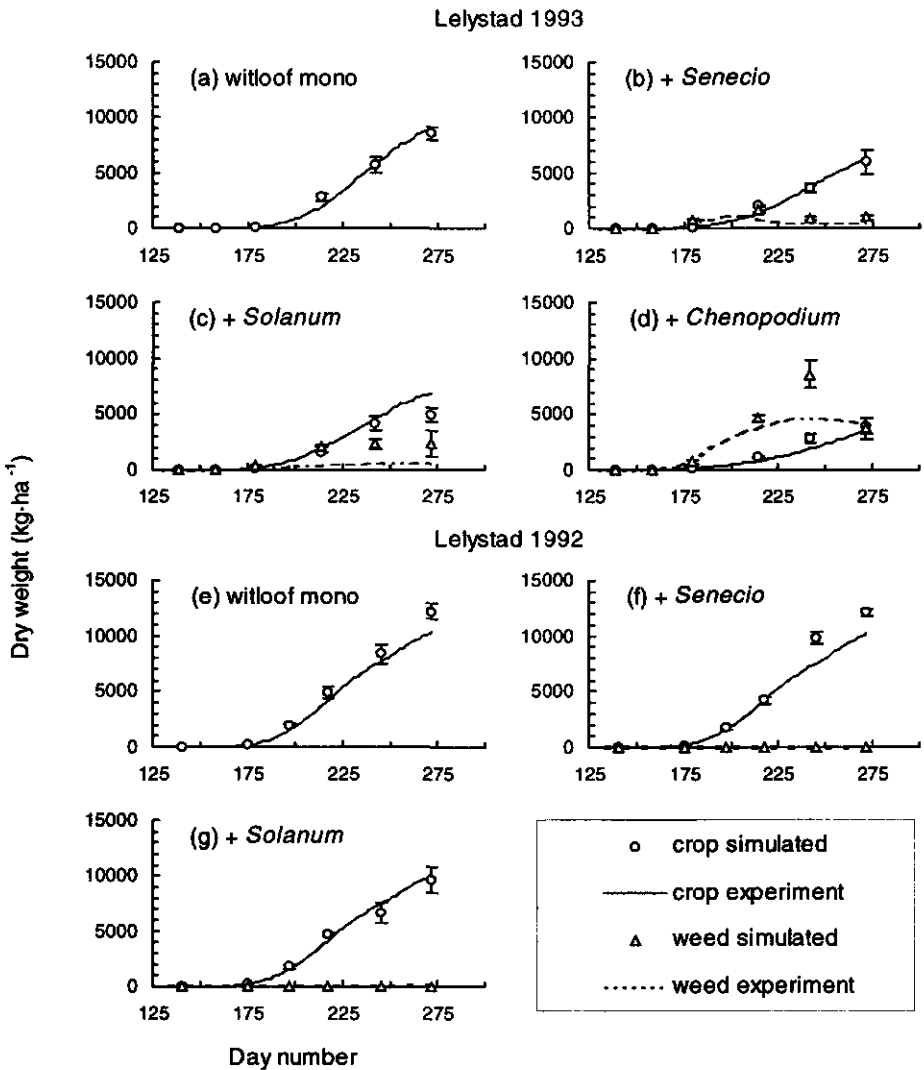 Lelystad 1993
(a) witloof mono
15000
10000
5000
0
125 175 225 275
(b) + Senecio
15000
10000
5000
0
125 175 225 275
(c) + Solanum
15000
10000
5000
0
125 175 225 275
(d) + Chenopodium
15000
10000
5000
0
125 175 225 275
Dry weight (kg·ha⁻¹)
Lelystad 1992
(e) witloof mono
15000
10000
5000
0
125 175 225 275
(f) + Senecio
15000
10000
5000
0
125 175 225 275
(g) + Solanum
15000
10000
5000
0
125 175 225 275
Day number
crop simulated
crop experiment
weed simulated
weed experiment